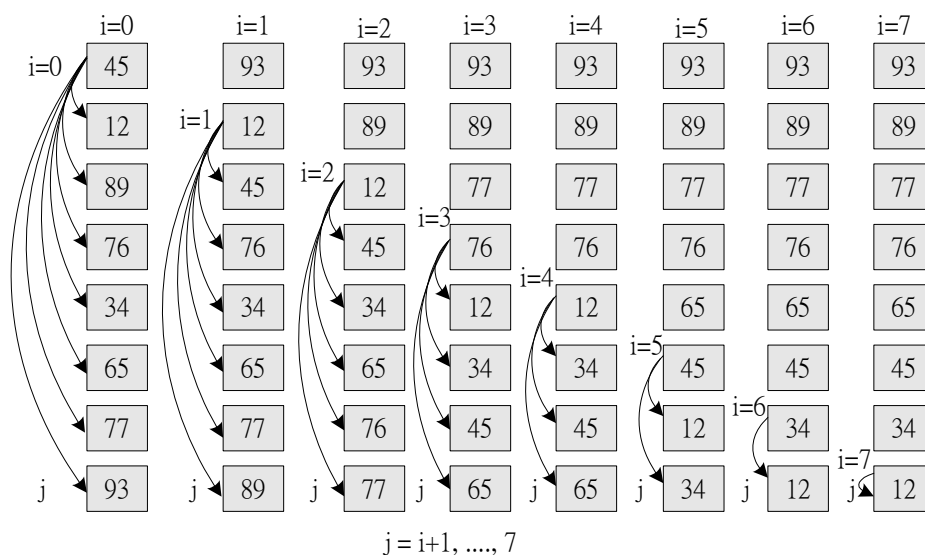 i=0 i=1 i=2 i=3 i=4 i=5 i=6 i=7
i=0 45 93 93 93 93 93 93 93
12 i=1 12 89 89 89 89 89 89
89 45 i=2 12 77 77 77 77 77
76 76 45 i=3 76 76 76 76 76
34 34 34 12 i=4 12 65 65 65
65 65 65 34 34 i=5 45 45 45
77 77 76 45 45 12 i=6 34 34
j 93 j 89 j 77 j 65 j 65 j 34 j 12 i=7 j 12
j = i+1, ...., 7